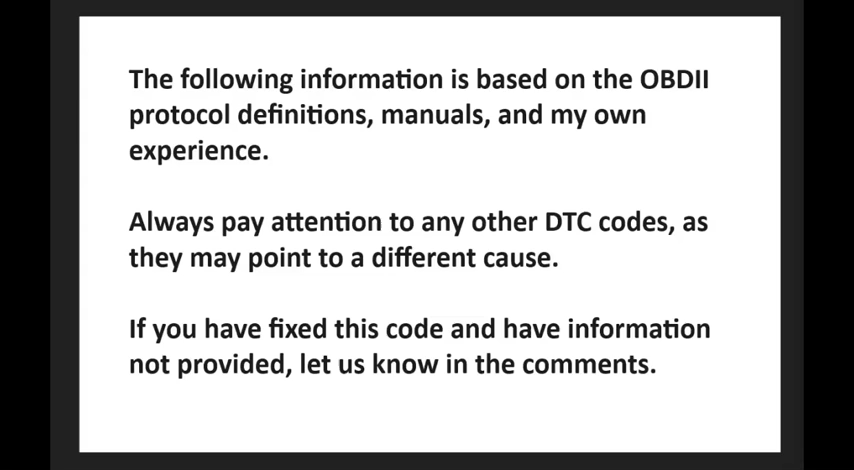 The following information is based on the OBDII
protocol definitions, manuals, and my own
experience.
Always pay attention to any other DTC codes, as
they may point to a different cause.
If you have fixed this code and have information
not provided, let us know in the comments.